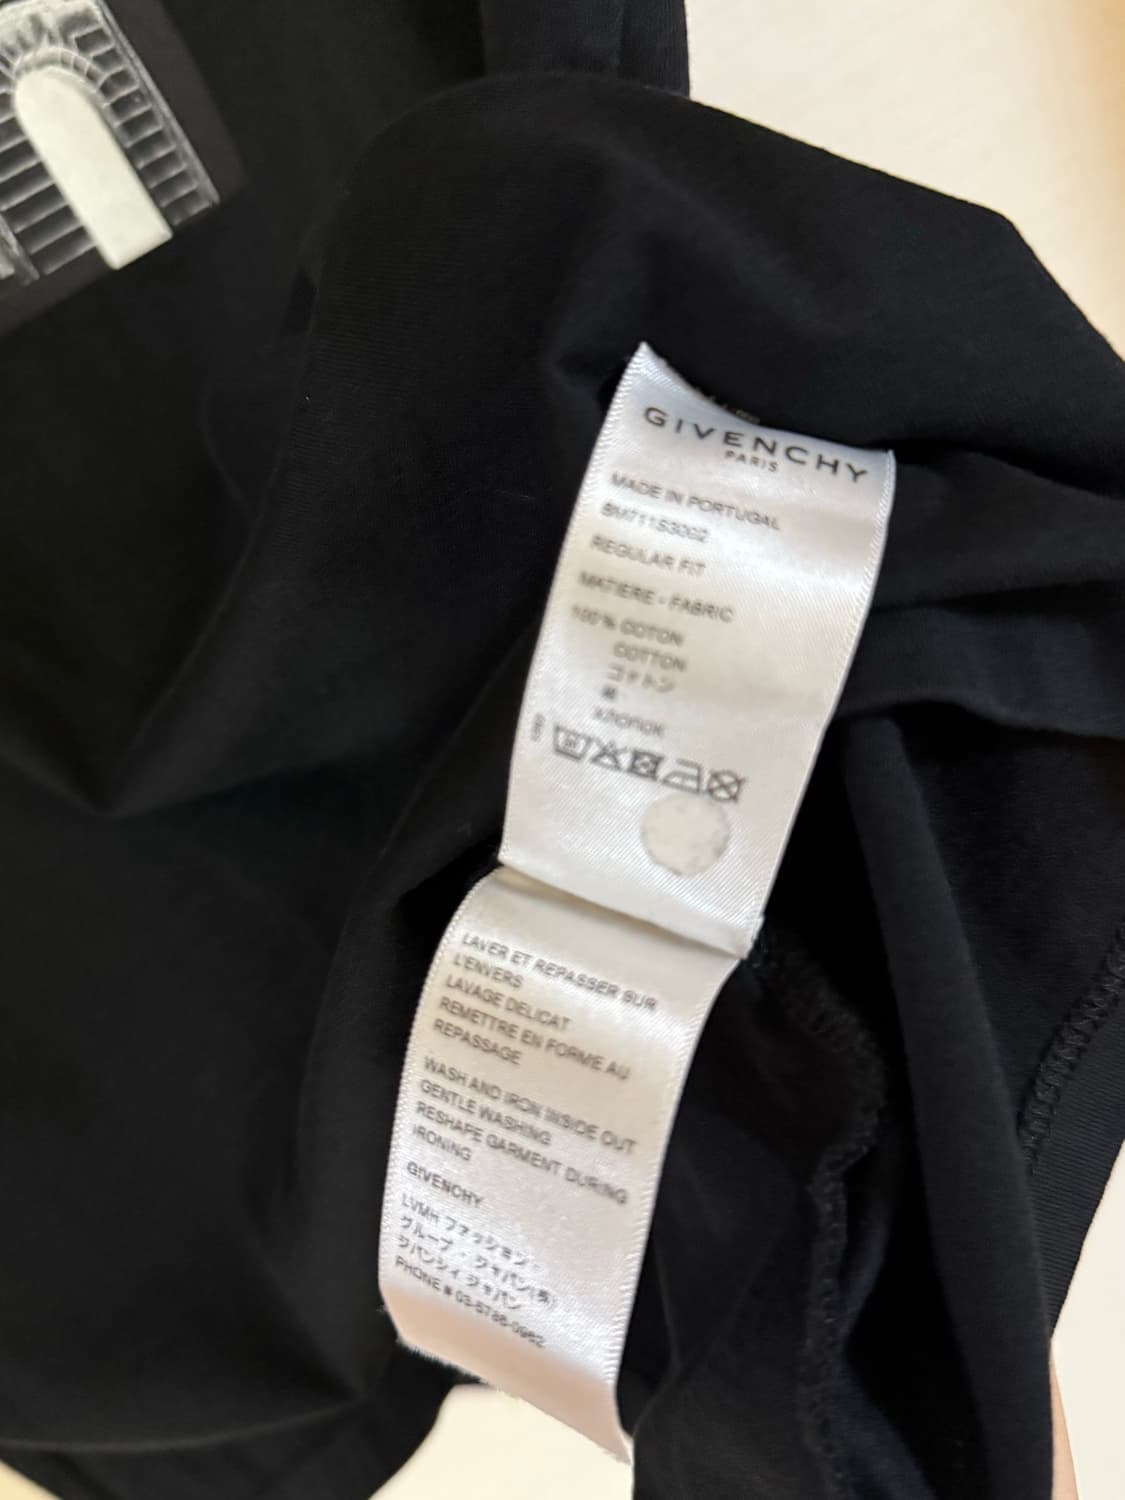 GIVENCHY
PARIS
MADE IN PORTUGAL
BM711S3002
REGULAR FIT
MATIERE - FABRIC
100 % COTON
COTTON
コットン
хлопок
LAVER ET REPASSER SUR
L'ENVERS
LAVAGE DELICAT
REMETTRE EN FORME AU
REPASSAGE
WASH AND IRON INSIDE OUT
GENTLE WASHING
RESHAPE GARMENT DURING
IRONING
GIVENCHY
LVMH ファッション・
グループ・ジャパン(株)
ジバンシィ ジャパン
PHONE